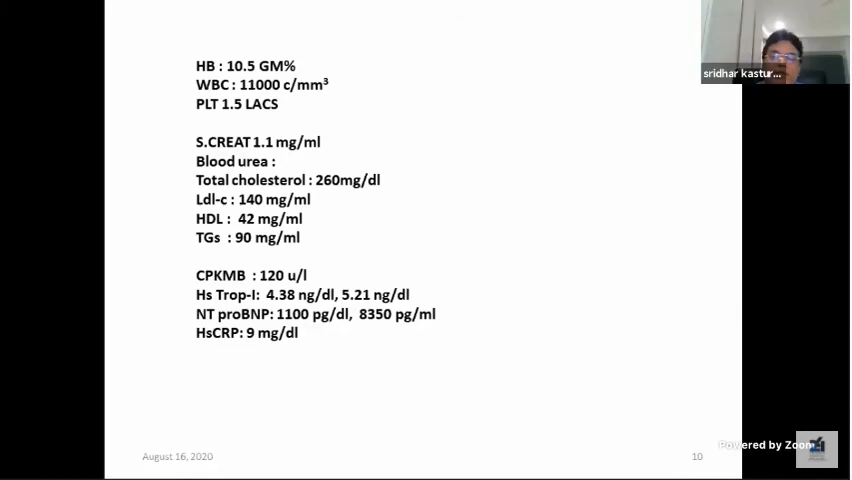 HB : 10.5 GM%
WBC : 11000 c/mm³
PLT 1.5 LACS
S.CREAT 1.1 mg/ml
Blood urea :
Total cholesterol : 260mg/dl
Ldl-c : 140 mg/ml
HDL : 42 mg/ml
TGs : 90 mg/ml
CPKMB : 120 u/l
Hs Trop-I: 4.38 ng/dl, 5.21 ng/dl
NT proBNP: 1100 pg/dl, 8350 pg/ml
HsCRP: 9 mg/dl
sridhar kastur...
August 16, 2020
10
Powered by Zoom